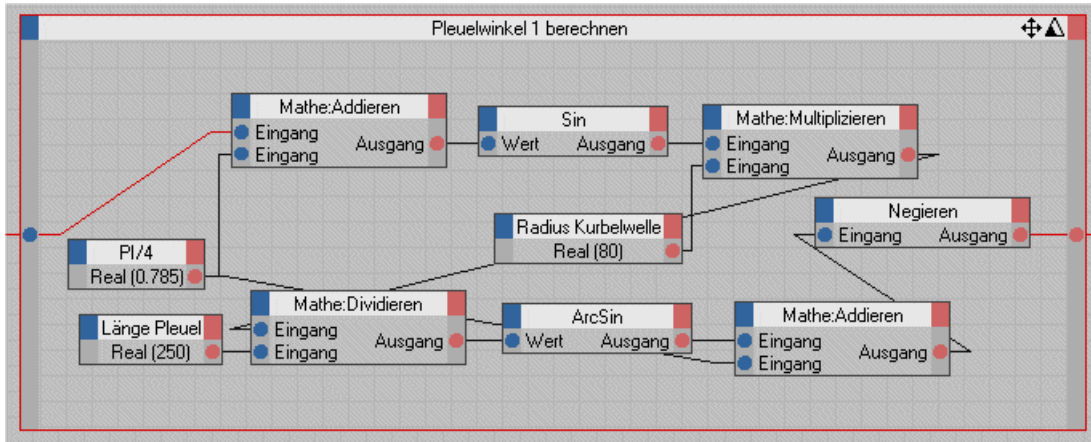 Pleuelwinkel 1 berechnen
Mathe:Addieren
Eingang
Eingang
Ausgang
Sin
Wert Ausgang
Mathe:Multiplizieren
Eingang
Eingang
Ausgang
Radius Kurbelwelle
Real (80)
Negieren
Eingang Ausgang
PI/4
Real (0.785)
Länge Pleuel
Real (250)
Mathe:Dividieren
Eingang
Eingang
Ausgang
ArcSin
Wert Ausgang
Mathe:Addieren
Eingang
Eingang
Ausgang